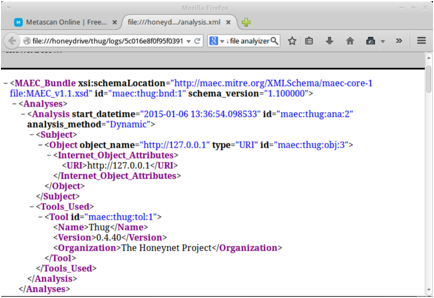 Mozilla Firefox
Metascan Online | Free...
file:///honeyd.../analysis.xml
file:///honeydrive/thug/logs/5c016e8f0f95f0391
file analizer
<MAEC_Bundle xsi:schemaLocation="http://maec.mitre.org/XMLSchema/maec-core-1
file:MAEC_v1.1.xsd" id="maec:thug:bnd:1" schema_version="1.100000">
<Analyses>
<Analysis start_datetime="2015-01-06 13:36:54.098533" id="maec:thug:ana:2"
analysis_method="Dynamic">
<Subject>
<Object object_name="http://127.0.0.1" type="URI" id="maec:thug:obj:3">
<Internet_Object_Attributes>
<URI>http://127.0.0.1</URI>
</Internet_Object_Attributes>
</Object>
</Subject>
<Tools_Used>
<Tool id="maec:thug:tol:1">
<Name>Thug</Name>
<Version>0.4.40</Version>
<Organization>The Honeynet Project</Organization>
</Tool>
</Tools_Used>
</Analysis>
</Analyses>